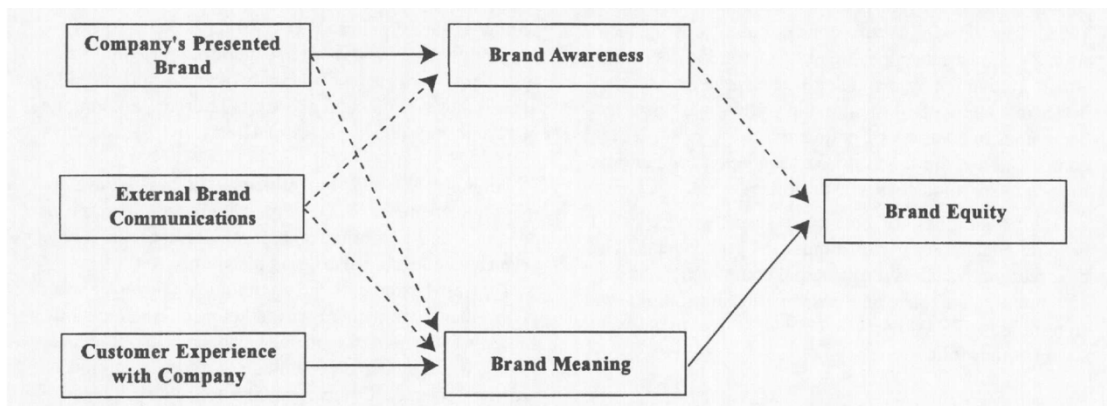 Company's Presented
Brand
Brand Awareness
External Brand
Communications
Brand Equity
Customer Experience
with Company
Brand Meaning